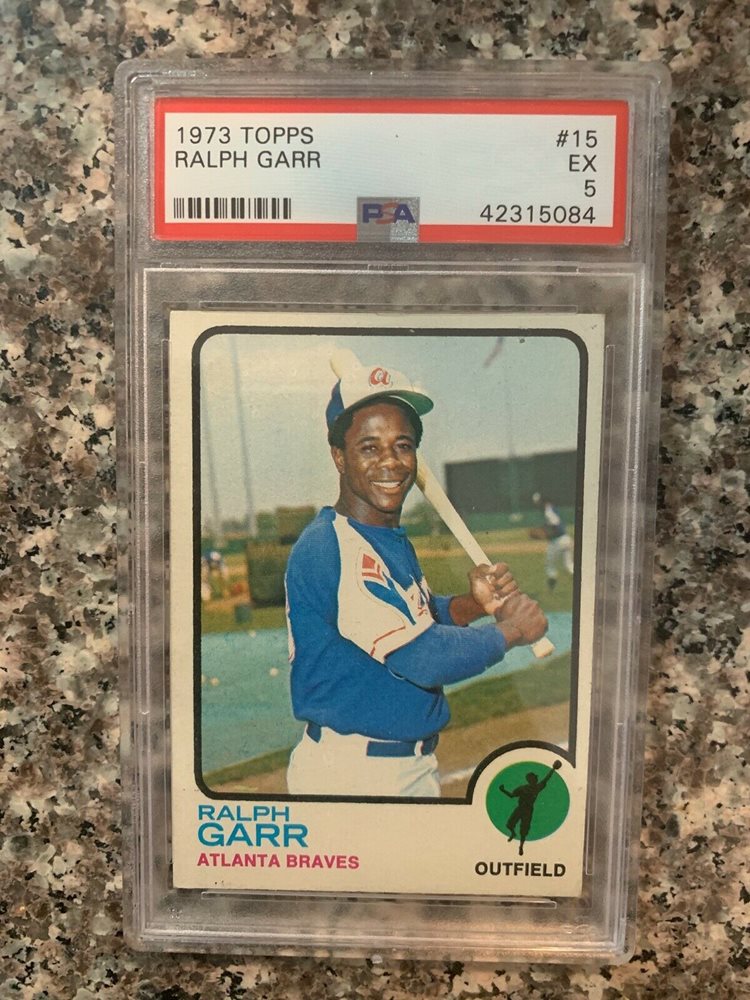 1973 TOPPS #15
RALPH GARR EX
5
PSA 42315084
a
RALPH
GARR
ATLANTA BRAVES
OUTFIELD